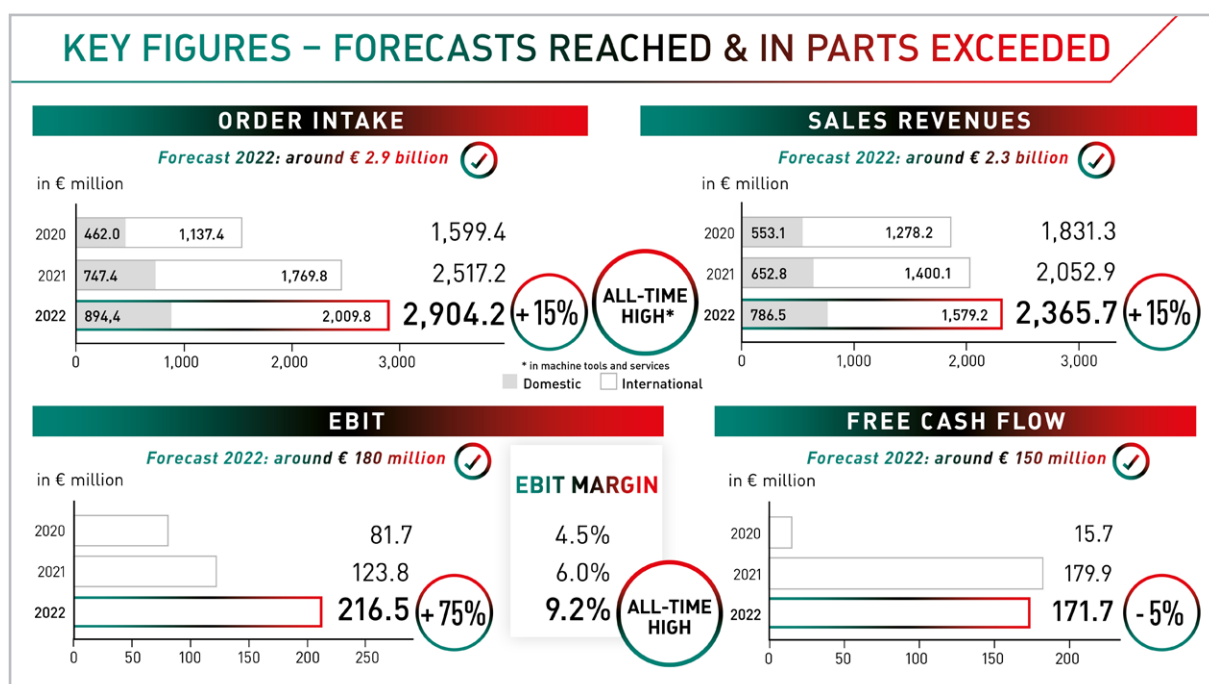 KEY FIGURES – FORECASTS REACHED & IN PARTS EXCEEDED
ORDER INTAKE
Forecast 2022: around € 2.9 billion
in € million
2020 462.0 1,137.4 1,599.4
2021 747.4 1,769.8 2,517.2
2022 894,4 2,009.8 2,904.2 +15%
0 1,000 2,000 3,000
ALL-TIME
HIGH*
* in machine tools and services
Domestic International
SALES REVENUES
Forecast 2022: around € 2.3 billion
in € million
2020 553.1 1,278.2 1,831.3
2021 652.8 1,400.1 2,052.9
2022 786.5 1,579.2 2,365.7 +15%
0 1,000 2,000 3,000
EBIT
Forecast 2022: around € 180 million
in € million
2020 81.7
2021 123.8
2022 216.5 +75%
0 50 100 150 200 250
EBIT MARGIN
4.5%
6.0%
9.2%
ALL-TIME
HIGH
FREE CASH FLOW
Forecast 2022: around € 150 million
in € million
2020 15.7
2021 179.9
2022 171.7 - 5%
0 50 100 150 200